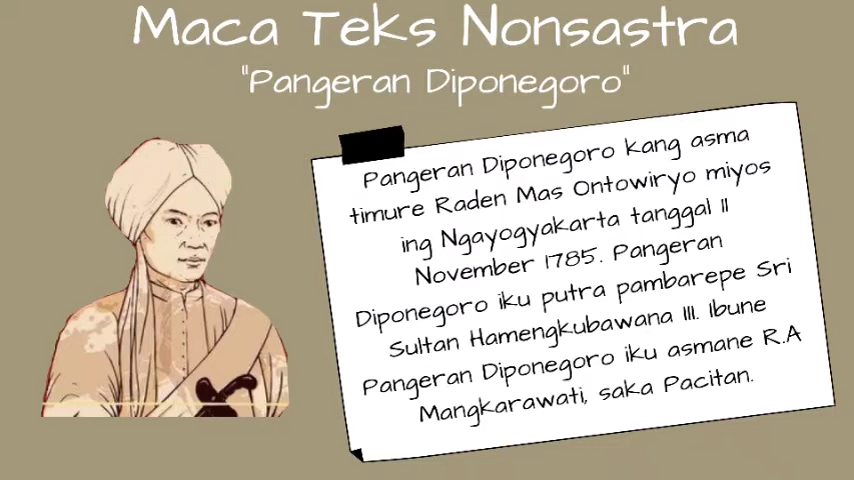 Maca Teks Nonsastra
"Pangeran Diponegoro"
Pangeran Diponegoro kang asma
timure Raden Mas Ontowiryo miyos
ing Ngayogyakarta tanggal 11
November 1785. Pangeran
Diponegoro iku putra pambarepe Sri
Sultan Hamengkubawana III. Ibune
Pangeran Diponegoro iku asmane R.A
Mangkarawati, saka Pacitan.